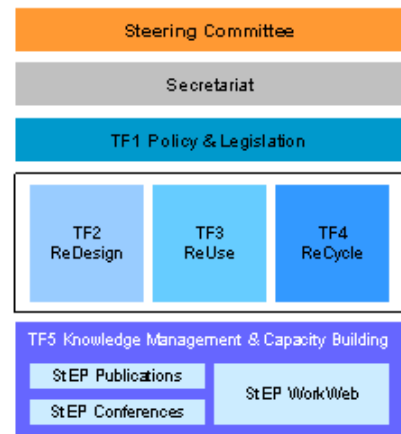 Steering Committee
Secretariat
TF1 Policy & Legislation
TF2
ReDesign
TF3
ReUse
TF4
ReCycle
TF5 Knowledge Management & Capacity Building
StEP Publications
StEP Conferences
StEP WorkWeb